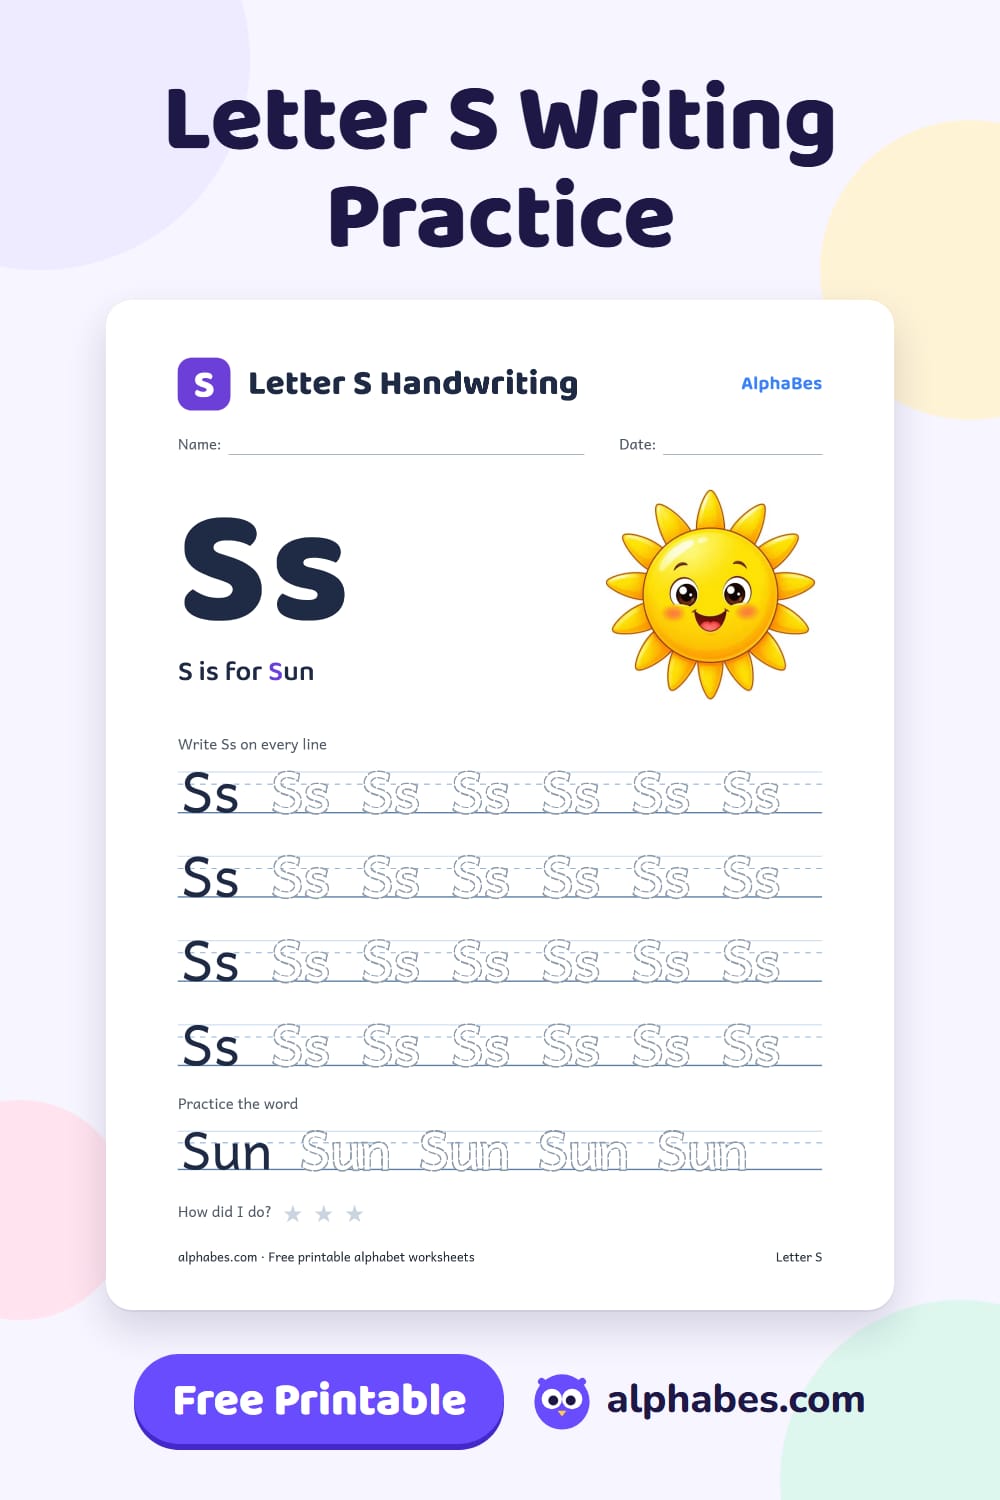 Letter S Writing
Practice
S Letter S Handwriting AlphaBes
Name: Date:
Ss
S is for Sun
Write Ss on every line
Ss Ss Ss Ss Ss Ss Ss
Ss Ss Ss Ss Ss Ss Ss
Ss Ss Ss Ss Ss Ss Ss
Ss Ss Ss Ss Ss Ss Ss
Practice the word
Sun Sun Sun Sun Sun
How did I do? ★ ★ ★
alphabes.com · Free printable alphabet worksheets Letter S
Free Printable alphabes.com